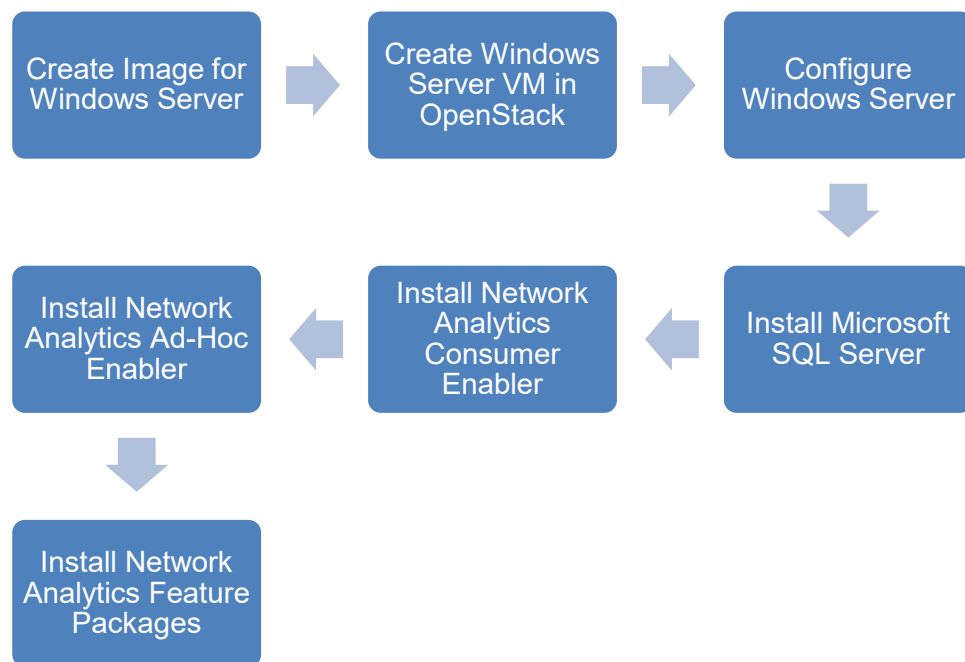 Create Image for
Windows Server
Create Windows
Server VM in
OpenStack
Configure
Windows Server
Install Microsoft
SQL Server
Install Network
Analytics
Consumer
Enabler
Install Network
Analytics Ad-Hoc
Enabler
Install Network
Analytics Feature
Packages